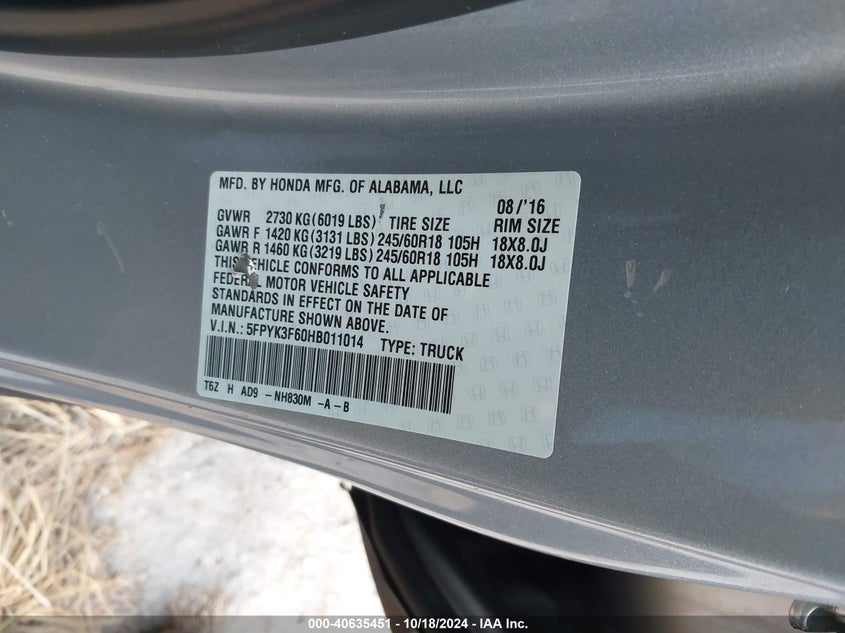 MFD. BY HONDA MFG. OF ALABAMA, LLC 08/'16
GVWR 2730 KG(6019 LBS) TIRE SIZE RIM SIZE
GAWR F 1420 KG(3131 LBS) 245/60R18 105H 18X8.0J
GAWR R 1460 KG(3219 LBS) 245/60R18 105H 18X8.0J
THIS VEHICLE CONFORMS TO ALL APPLICABLE
FEDERAL MOTOR VEHICLE SAFETY
STANDARDS IN EFFECT ON THE DATE OF
MANUFACTURE SHOWN ABOVE.
V.I.N.: 5FPYK3F60HB011014 TYPE: TRUCK
T6Z H AD9 -NH830M -A-B
000-40635451 - 10/18/2024 - IAA Inc.